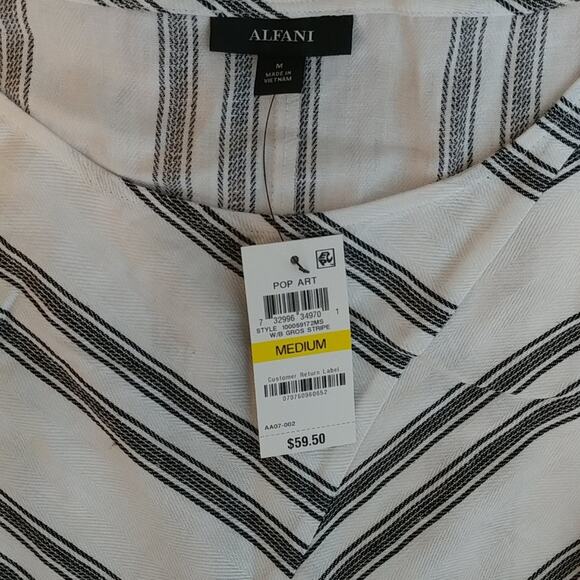 ALFANI
M
MADE IN
VIETNAM
POP ART
7 32996 34970 1
STYLE 100059172MS
W/B GROS STRIPE
MEDIUM
Customer Return Label
070760960652
AA07-002
$59.50